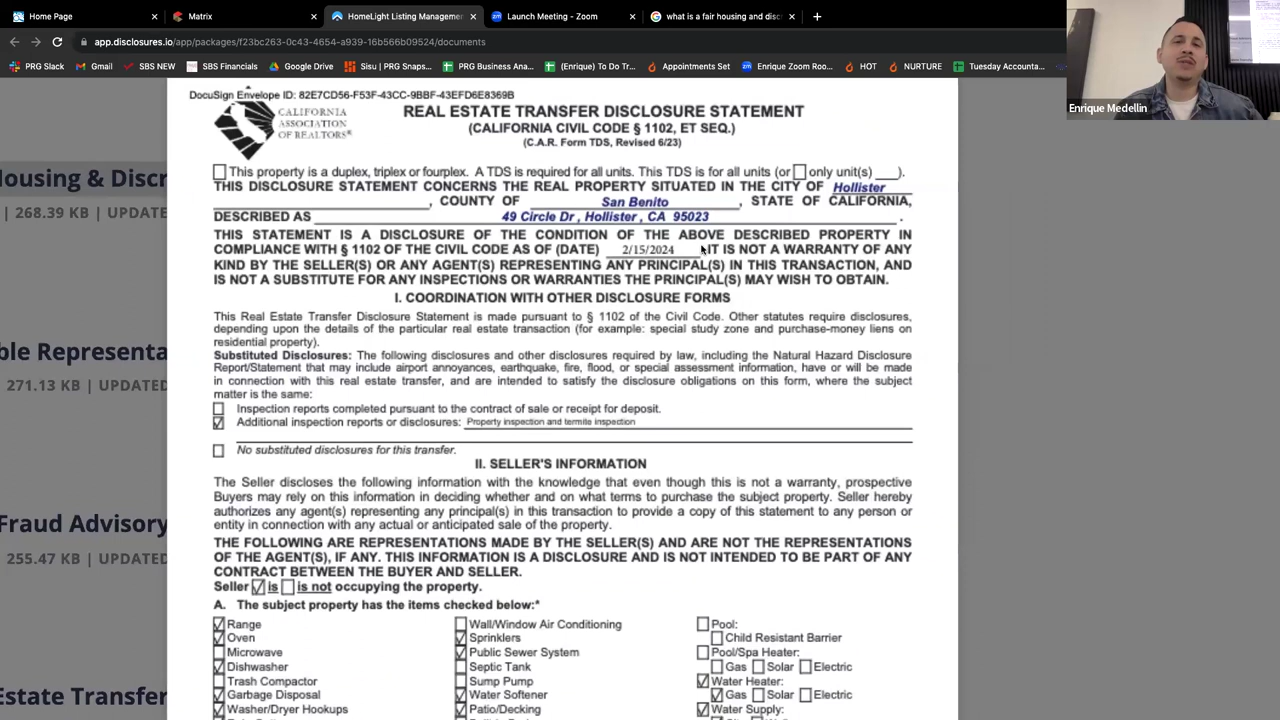 Home Page
Matrix
HomeLight Listing Managemen
Launch Meeting - Zoom
what is a fair housing and disc
app.disclosures.io/app/packages/f23bc263-0c43-4654-a939-16b566b09524/documents
PRG Slack
Gmail
SBS NEW
SBS Financials
Google Drive
Sisu | PRG Snaps...
PRG Ana...
(Enrique) To Do Tr...
Appointments Set
Enrique Zoom Roo...
HOT
NURTURE
Tuesday Accounta...
Enrique Medellin
ousing & Discr
| 268.39 KB | UPDATED
ble Representa
271.13 KB | UPDATED
Fraud Advisory
255.47 KB | UPDATED
Estate Transfer
DocuSign Envelope ID: 82E7CD56-F53F-43CC-9BBF-43EFD6E8369B
CALIFORNIA
ASSOCIATION
OF REALTORS®
REAL ESTATE TRANSFER DISCLOSURE STATEMENT
(CALIFORNIA CIVIL CODE § 1102, ET SEQ.)
(C.A.R. Form TDS, Revised 6/23)
This property is a duplex, triplex or fourplex. A TDS is required for all units. This TDS is for all units (or only unit(s) ___).
THIS DISCLOSURE STATEMENT CONCERNS THE REAL PROPERTY SITUATED IN THE CITY OF Hollister
, COUNTY OF San Benito, STATE OF CALIFORNIA,
DESCRIBED AS 49 Circle Dr , Hollister , CA 95023 .
THIS STATEMENT IS A DISCLOSURE OF THE CONDITION OF THE ABOVE DESCRIBED PROPERTY IN
COMPLIANCE WITH § 1102 OF THE CIVIL CODE AS OF (DATE) 2/15/2024 . IT IS NOT A WARRANTY OF ANY
KIND BY THE SELLER(S) OR ANY AGENT(S) REPRESENTING ANY PRINCIPAL(S) IN THIS TRANSACTION, AND
IS NOT A SUBSTITUTE FOR ANY INSPECTIONS OR WARRANTIES THE PRINCIPAL(S) MAY WISH TO OBTAIN.
I. COORDINATION WITH OTHER DISCLOSURE FORMS
This Real Estate Transfer Disclosure Statement is made pursuant to § 1102 of the Civil Code. Other statutes require disclosures,
depending upon the details of the particular real estate transaction (for example: special study zone and purchase-money liens on
residential property).
Substituted Disclosures: The following disclosures and other disclosures required by law, including the Natural Hazard Disclosure
Report/Statement that may include airport annoyances, earthquake, fire, flood, or special assessment information, have or will be made
in connection with this real estate transfer, and are intended to satisfy the disclosure obligations on this form, where the subject
matter is the same:
Inspection reports completed pursuant to the contract of sale or receipt for deposit.
Additional inspection reports or disclosures: Property inspection and termite inspection
No substituted disclosures for this transfer.
II. SELLER'S INFORMATION
The Seller discloses the following information with the knowledge that even though this is not a warranty, prospective
Buyers may rely on this information in deciding whether and on what terms to purchase the subject property. Seller hereby
authorizes any agent(s) representing any principal(s) in this transaction to provide a copy of this statement to any person or
entity in connection with any actual or anticipated sale of the property.
THE FOLLOWING ARE REPRESENTATIONS MADE BY THE SELLER(S) AND ARE NOT THE REPRESENTATIONS
OF THE AGENT(S), IF ANY. THIS INFORMATION IS A DISCLOSURE AND IS NOT INTENDED TO BE PART OF ANY
CONTRACT BETWEEN THE BUYER AND SELLER.
Seller is is not occupying the property.
A. The subject property has the items checked below:*
Range
Oven
Microwave
Dishwasher
Trash Compactor
Garbage Disposal
Washer/Dryer Hookups
Wall/Window Air Conditioning
Sprinklers
Public Sewer System
Septic Tank
Sump Pump
Water Softener
Patio/Decking
Pool:
Child Resistant Barrier
Pool/Spa Heater:
Gas Solar Electric
Water Heater:
Gas Solar Electric
Water Supply: